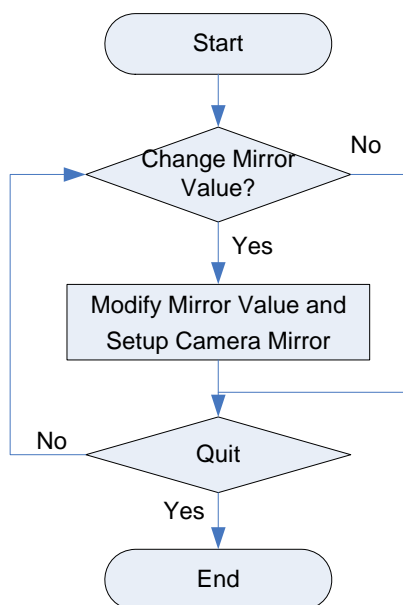 Start
Change Mirror
Value?
No
Yes
Modify Mirror Value and
Setup Camera Mirror
No
Quit
Yes
End